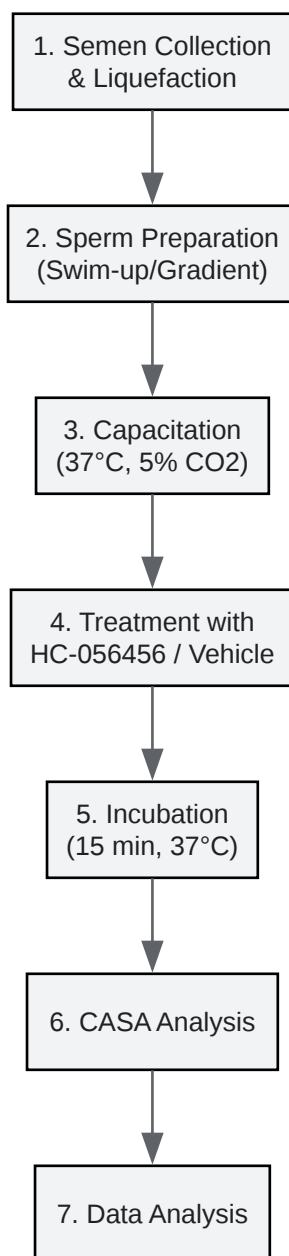 1. Semen Collection
& Liquefaction
2. Sperm Preparation
(Swim-up/Gradient)
3. Capacitation
(37°C, 5% CO2)
4. Treatment with
HC-056456 / Vehicle
5. Incubation
(15 min, 37°C)
6. CASA Analysis
7. Data Analysis